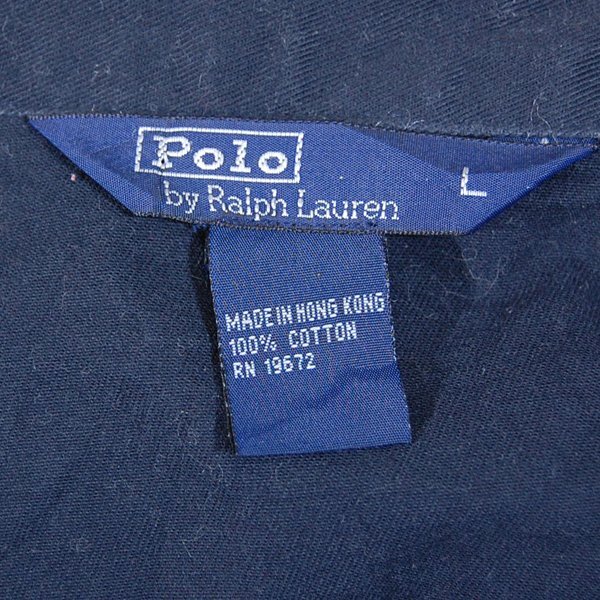 Polo
by Ralph Lauren
L
MADE IN HONG KONG
100% COTTON
RN 19672